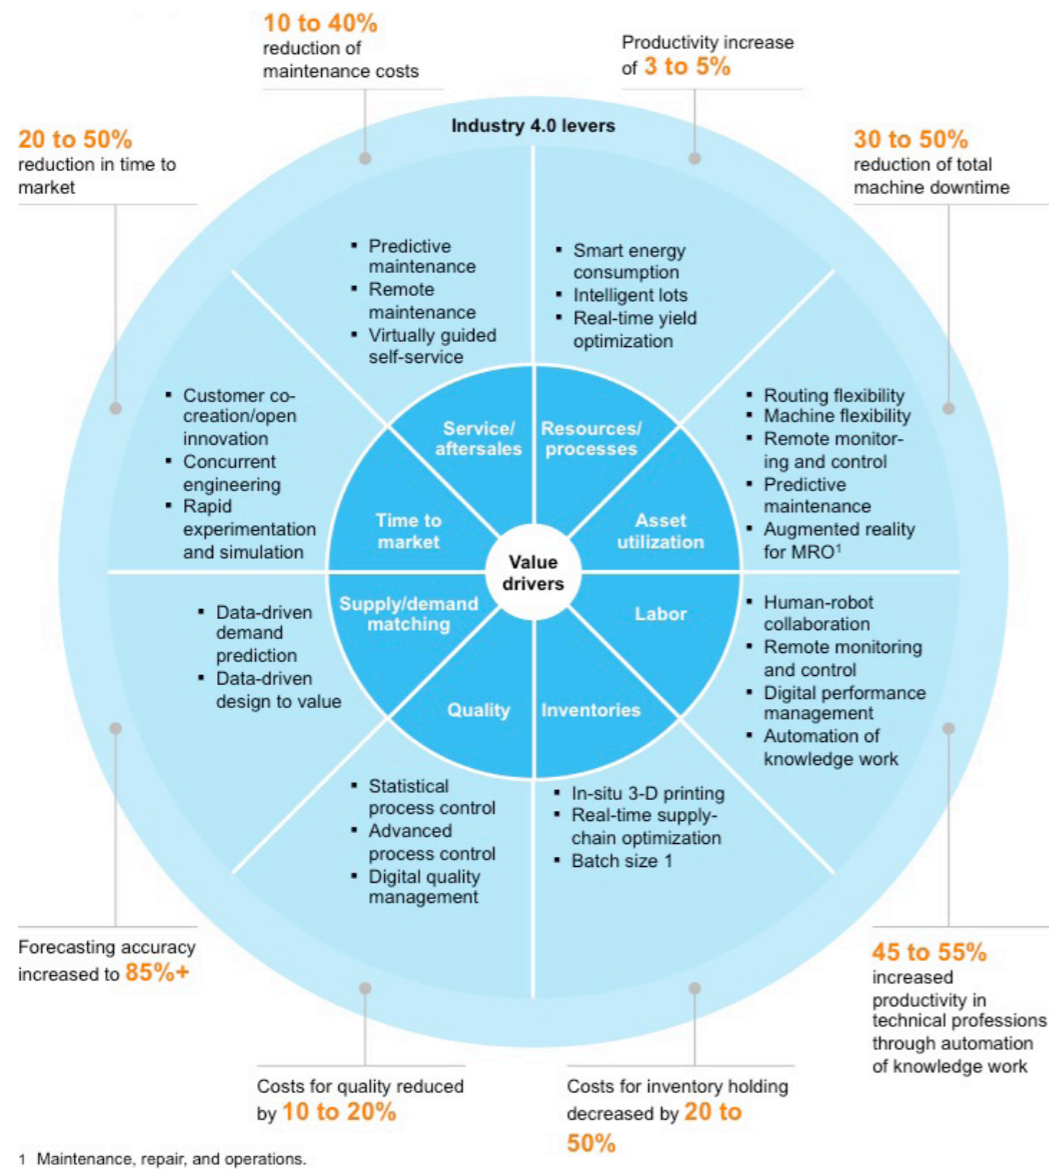 10 to 40%
reduction of
maintenance costs
Productivity increase
of 3 to 5%
20 to 50%
reduction in time to
market
Industry 4.0 levers
30 to 50%
reduction of total
machine downtime
▪ Predictive
maintenance
▪ Remote
maintenance
▪ Virtually guided
self-service
▪ Smart energy
consumption
▪ Intelligent lots
▪ Real-time yield
optimization
▪ Customer co-
creation/open
innovation
▪ Concurrent
engineering
▪ Rapid
experimentation
and simulation
Service/
aftersales
Resources/
processes
▪ Routing flexibility
▪ Machine flexibility
▪ Remote monitor-
ing and control
▪ Predictive
maintenance
▪ Augmented reality
for MRO¹
Time to
market
Asset
utilization
Value
drivers
Supply/demand
matching
Labor
▪ Data-driven
demand
prediction
▪ Data-driven
design to value
▪ Human-robot
collaboration
▪ Remote monitoring
and control
▪ Digital performance
management
▪ Automation of
knowledge work
Quality
Inventories
▪ Statistical
process control
▪ Advanced
process control
▪ Digital quality
management
▪ In-situ 3-D printing
▪ Real-time supply-
chain optimization
▪ Batch size 1
Forecasting accuracy
increased to 85%+
45 to 55%
increased
productivity in
technical professions
through automation
of knowledge work
Costs for quality reduced
by 10 to 20%
Costs for inventory holding
decreased by 20 to
50%
1 Maintenance, repair, and operations.